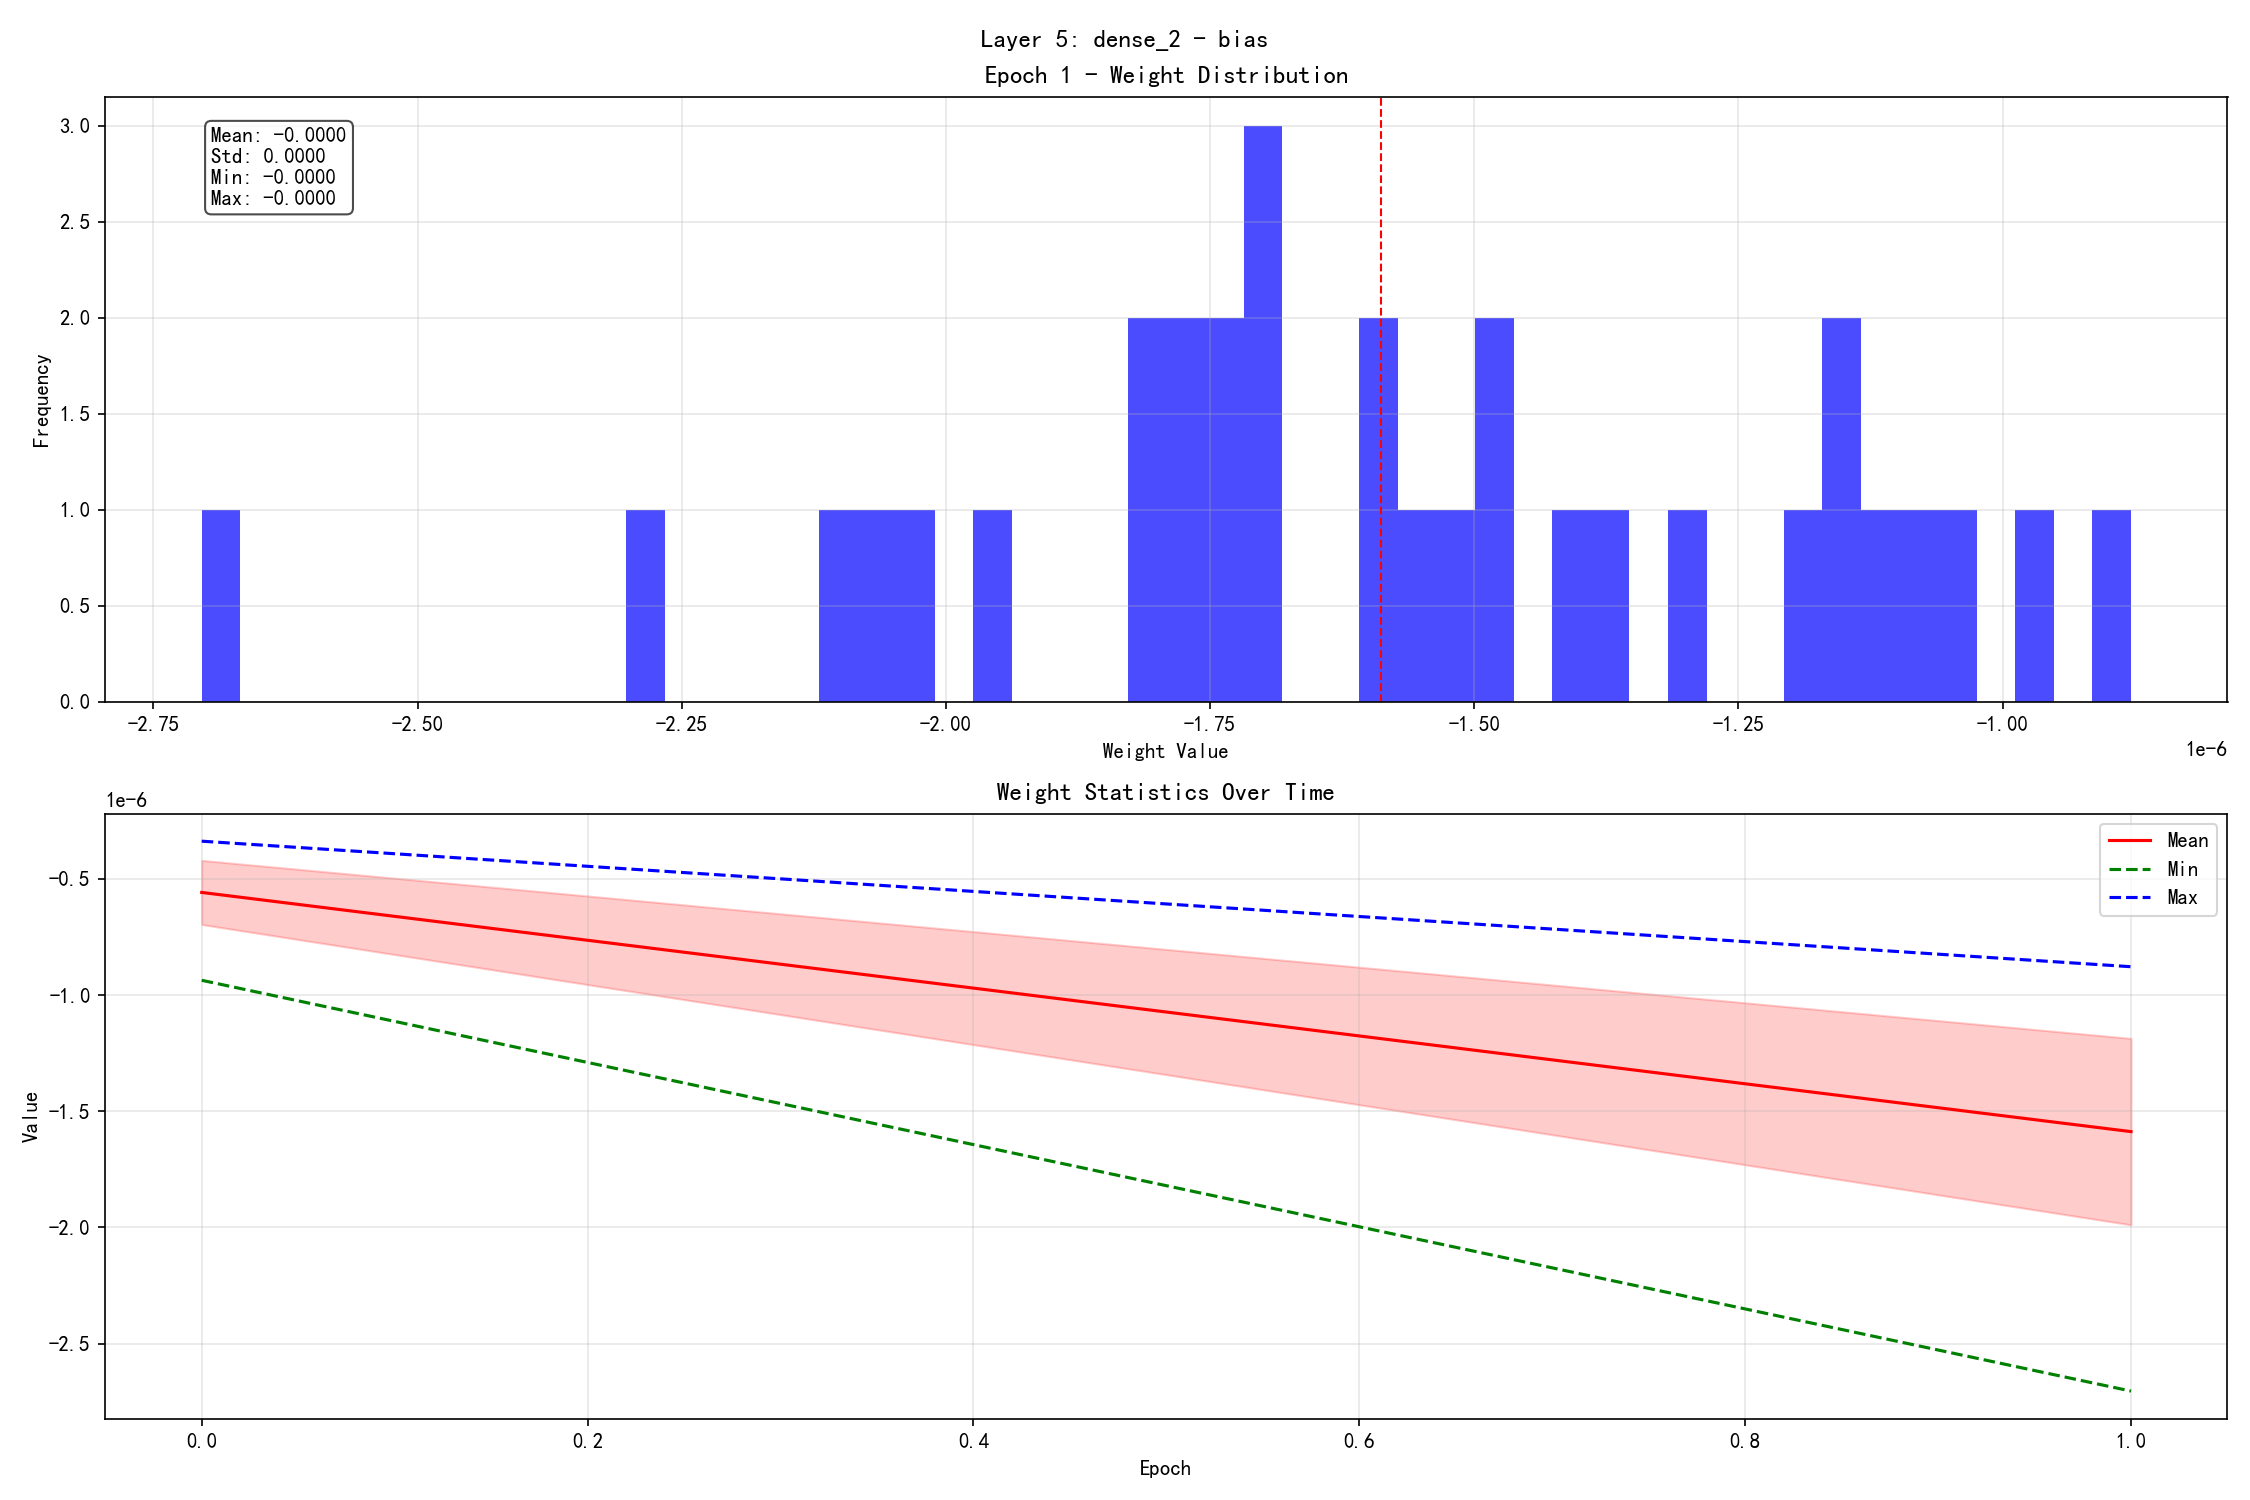 Layer 5: dense_2 - bias
Epoch 1 - Weight Distribution
Mean: -0.0000
Std: 0.0000
Min: -0.0000
Max: -0.0000
3.0
2.5
2.0
1.5
1.0
0.5
0.0
Frequency
-2.75 -2.50 -2.25 -2.00 -1.75 -1.50 -1.25 -1.00
Weight Value
1e-6
Weight Statistics Over Time
1e-6
Mean
Min
Max
-0.5
-1.0
-1.5
-2.0
-2.5
Value
0.0 0.2 0.4 0.6 0.8 1.0
Epoch